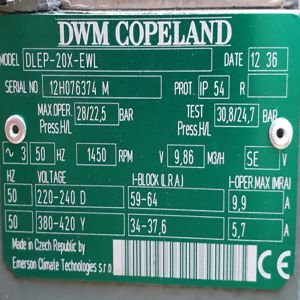 DWM COPELAND
MODEL DLEP-20X-EWL DATE 12 36
SERIAL NO 12H076374 M PROT. IP 54 R
MAX.OPER. Press.H/L 28/22,5 bar TEST Press.H/L 30,8/24,7 bar
~ 3 50 Hz 1450 RPM V 9,86 M3/H SE V
HZ VOLTAGE I-BLOCK (L.R.A.) I-OPER.MAX (MRA)
50 220-240 D 59-64 9,9 A
50 380-420 Y 34-37,6 5,7 A
Made in Czech Republic by
Emerson Climate Technologies s.r.o.
CE